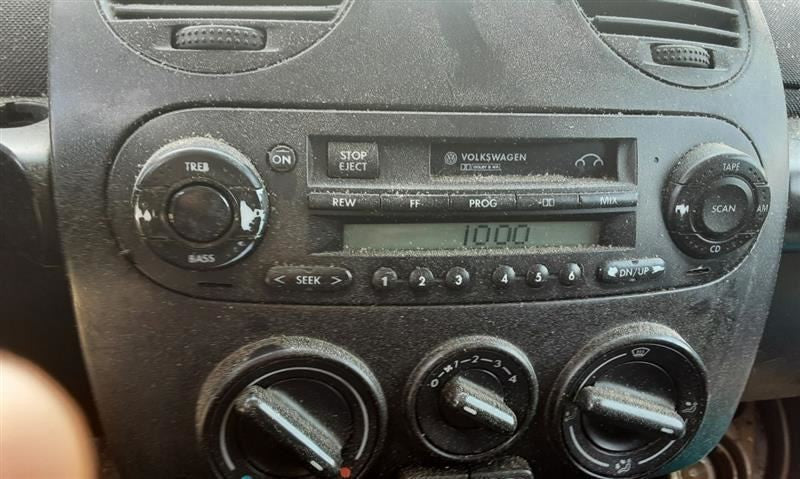 TREB
BASS
ON
STOP
EJECT
VOLKSWAGEN
REW FF PROG MIX
1000
< SEEK >
1 2 3 4 5 6
DN/UP
TAPE
SCAN
AM
CD
1 2 3 4